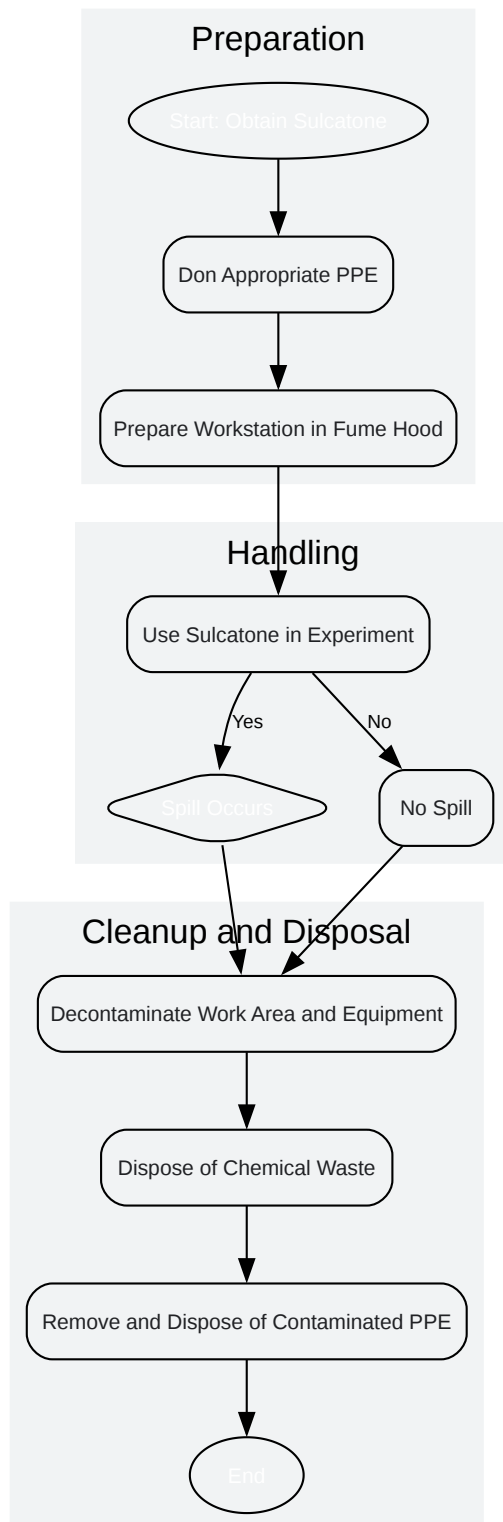 Preparation
Start: Obtain Sulcatone
Don Appropriate PPE
Prepare Workstation in Fume Hood
Handling
Use Sulcatone in Experiment
Yes
No
Spill Occurs
No Spill
Cleanup and Disposal
Decontaminate Work Area and Equipment
Dispose of Chemical Waste
Remove and Dispose of Contaminated PPE
End